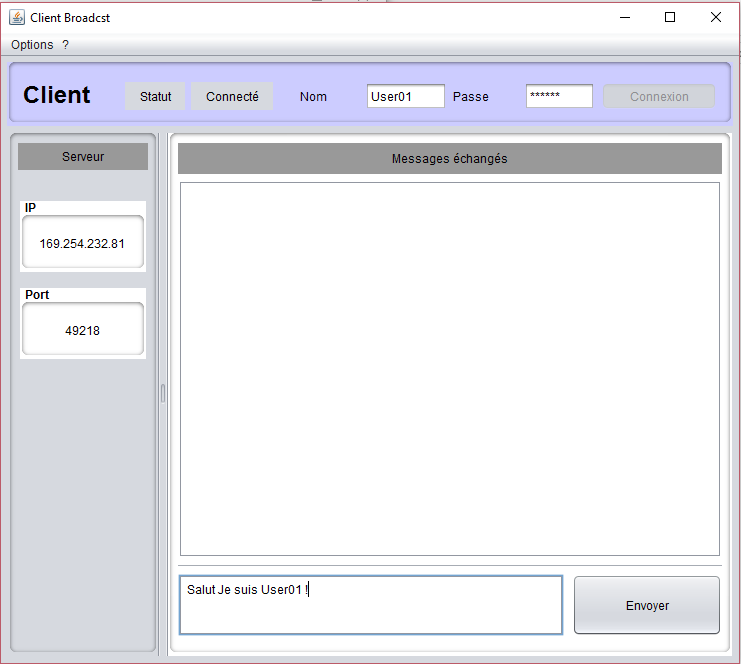 Client Broadcst
Options ?
Client Statut Connecté Nom User01 Passe ****** Connexion
Serveur
IP
169.254.232.81
Port
49218
Messages échangés
Salut Je suis User01 !
Envoyer